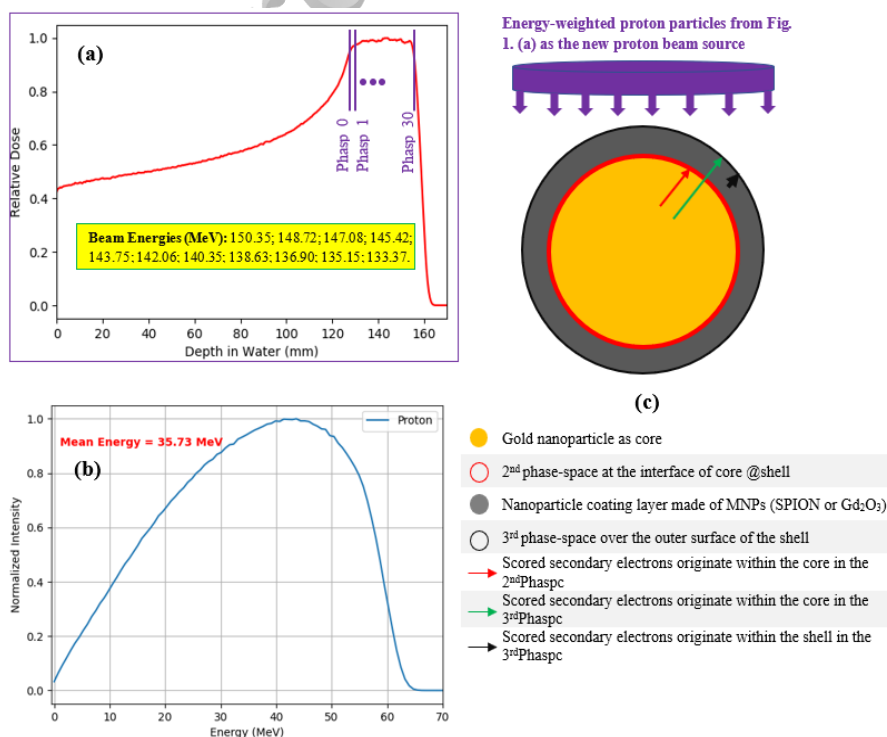 (a)
1.0
0.8
0.6
0.4
0.2
0.0
Relative Dose
Phasp 0
Phasp 1
Phasp 30
Beam Energies (MeV): 150.35; 148.72; 147.08; 145.42;
143.75; 142.06; 140.35; 138.63; 136.90; 135.15; 133.37.
0 20 40 60 80 100 120 140 160
Depth in Water (mm)
Energy-weighted proton particles from Fig.
1. (a) as the new proton beam source
(c)
1.0
0.8
0.6
0.4
0.2
0.0
Normalized Intensity
Proton
Mean Energy = 35.73 MeV
(b)
0 10 20 30 40 50 60 70
Energy (MeV)
Gold nanoparticle as core
2nd phase-space at the interface of core @shell
Nanoparticle coating layer made of MNPs (SPION or Gd2O3)
3rd phase-space over the outer surface of the shell
Scored secondary electrons originate within the core in the
2ndPhaspc
Scored secondary electrons originate within the core in the
3rdPhaspc
Scored secondary electrons originate within the shell in the
3rdPhaspc